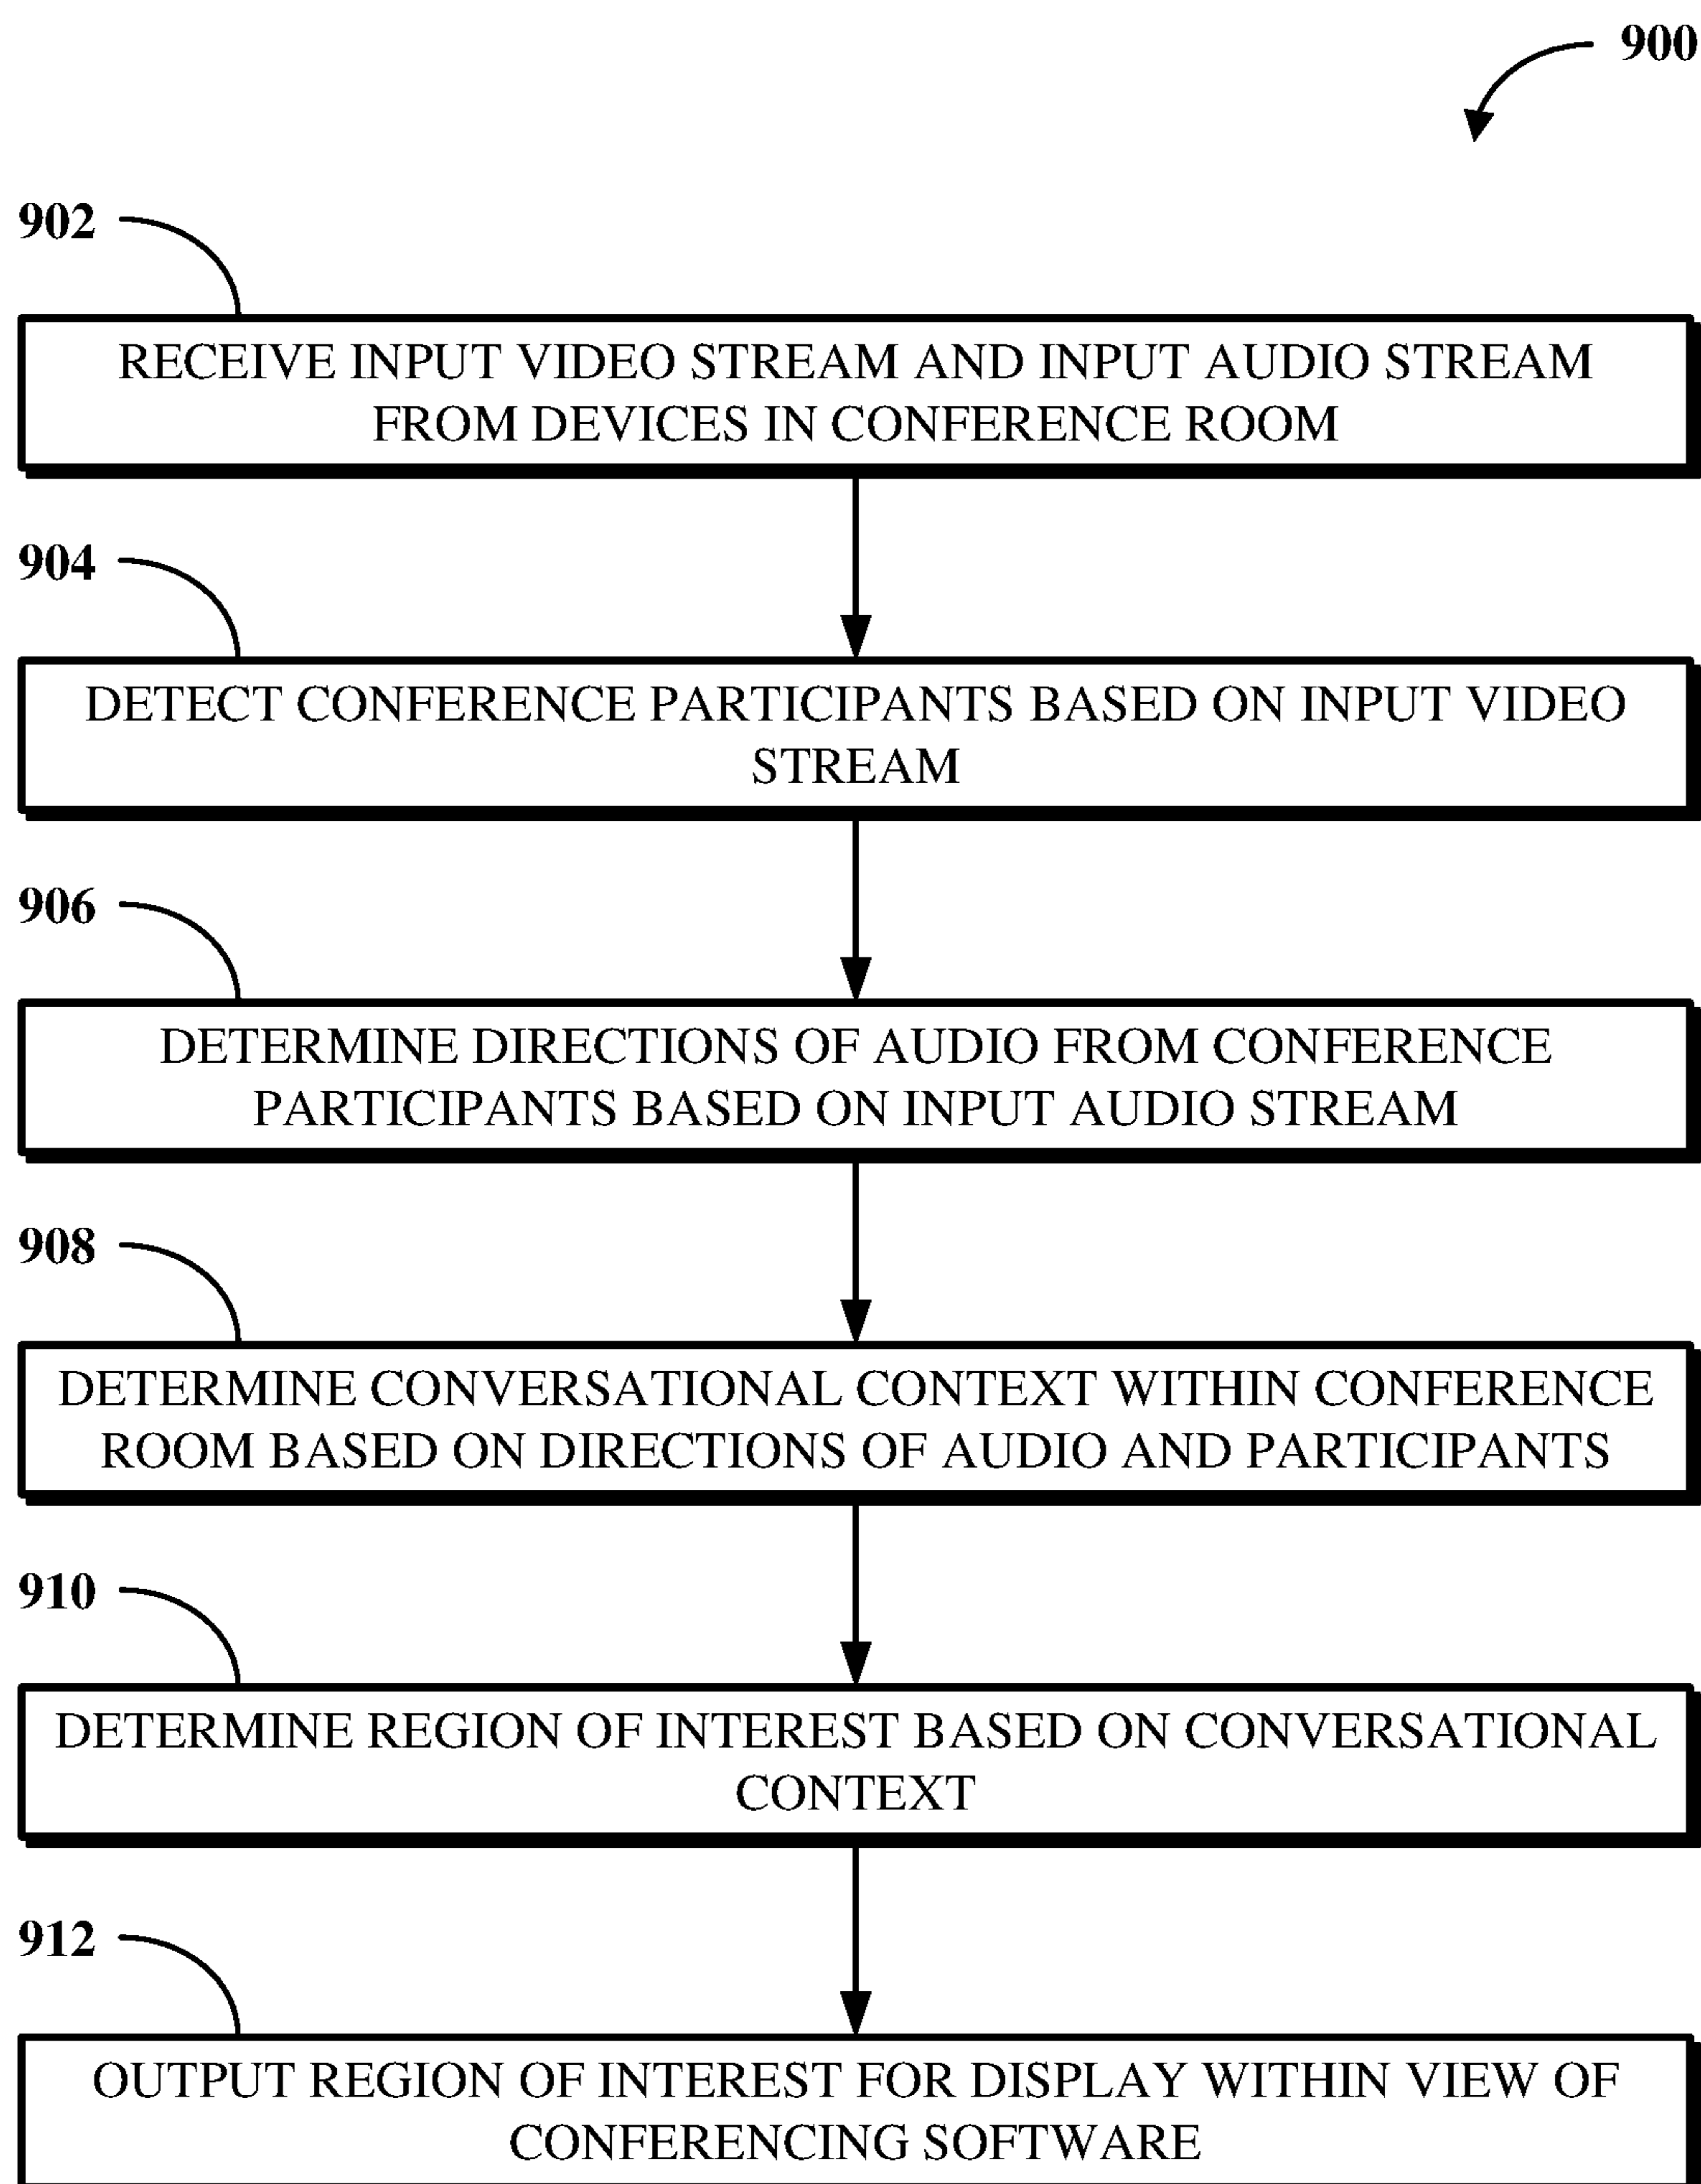 900
902
RECEIVE INPUT VIDEO STREAM AND INPUT AUDIO STREAM
FROM DEVICES IN CONFERENCE ROOM
904
DETECT CONFERENCE PARTICIPANTS BASED ON INPUT VIDEO
STREAM
906
DETERMINE DIRECTIONS OF AUDIO FROM CONFERENCE
PARTICIPANTS BASED ON INPUT AUDIO STREAM
908
DETERMINE CONVERSATIONAL CONTEXT WITHIN CONFERENCE
ROOM BASED ON DIRECTIONS OF AUDIO AND PARTICIPANTS
910
DETERMINE REGION OF INTEREST BASED ON CONVERSATIONAL
CONTEXT
912
OUTPUT REGION OF INTEREST FOR DISPLAY WITHIN VIEW OF
CONFERENCING SOFTWARE